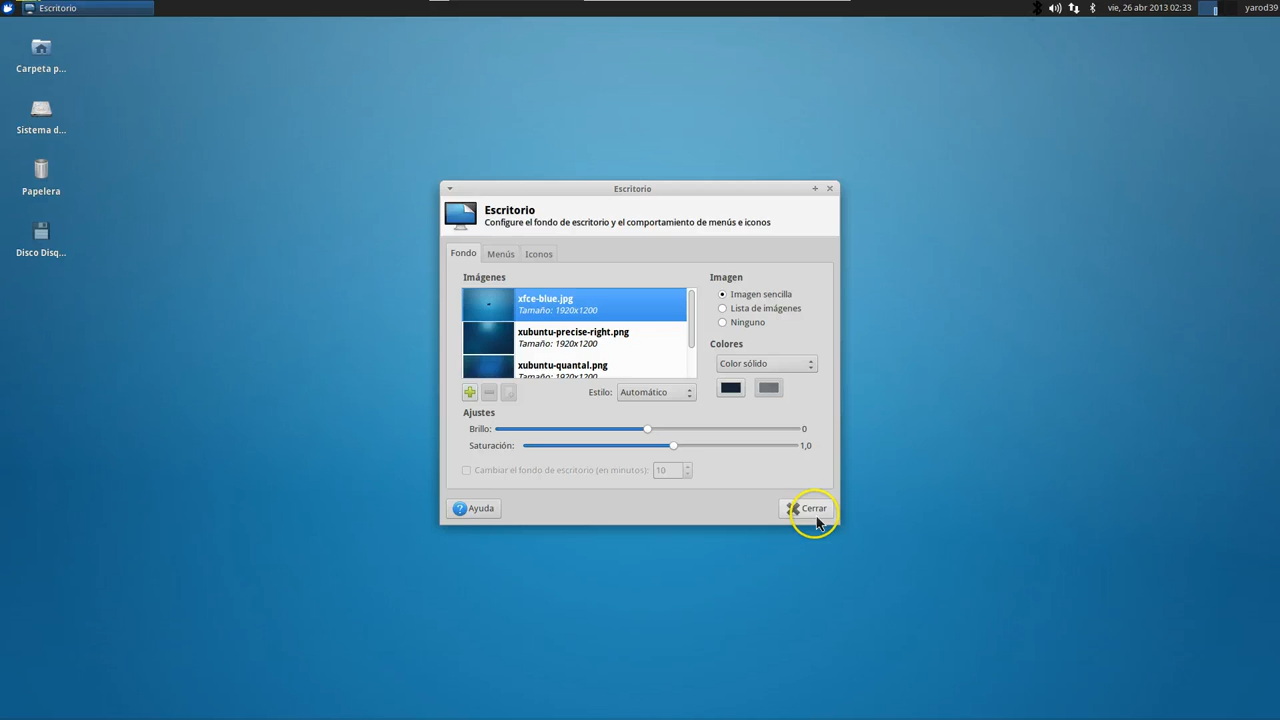 Escritorio
vie, 26 abr 2013 02:33
yarod39
Carpeta p...
Sistema d...
Papelera
Disco Disq...
Escritorio
Escritorio
Configure el fondo de escritorio y el comportamiento de menús e iconos
Fondo
Menús
Iconos
Imágenes
xfce-blue.jpg
Tamaño: 1920x1200
xubuntu-precise-right.png
Tamaño: 1920x1200
xubuntu-quantal.png
Tamaño: 1920x1200
Estilo:
Automático
Imagen
Imagen sencilla
Lista de imágenes
Ninguno
Colores
Color sólido
Ajustes
Brillo:
0
Saturación:
1,0
Cambiar el fondo de escritorio (en minutos):
10
Ayuda
Cerrar